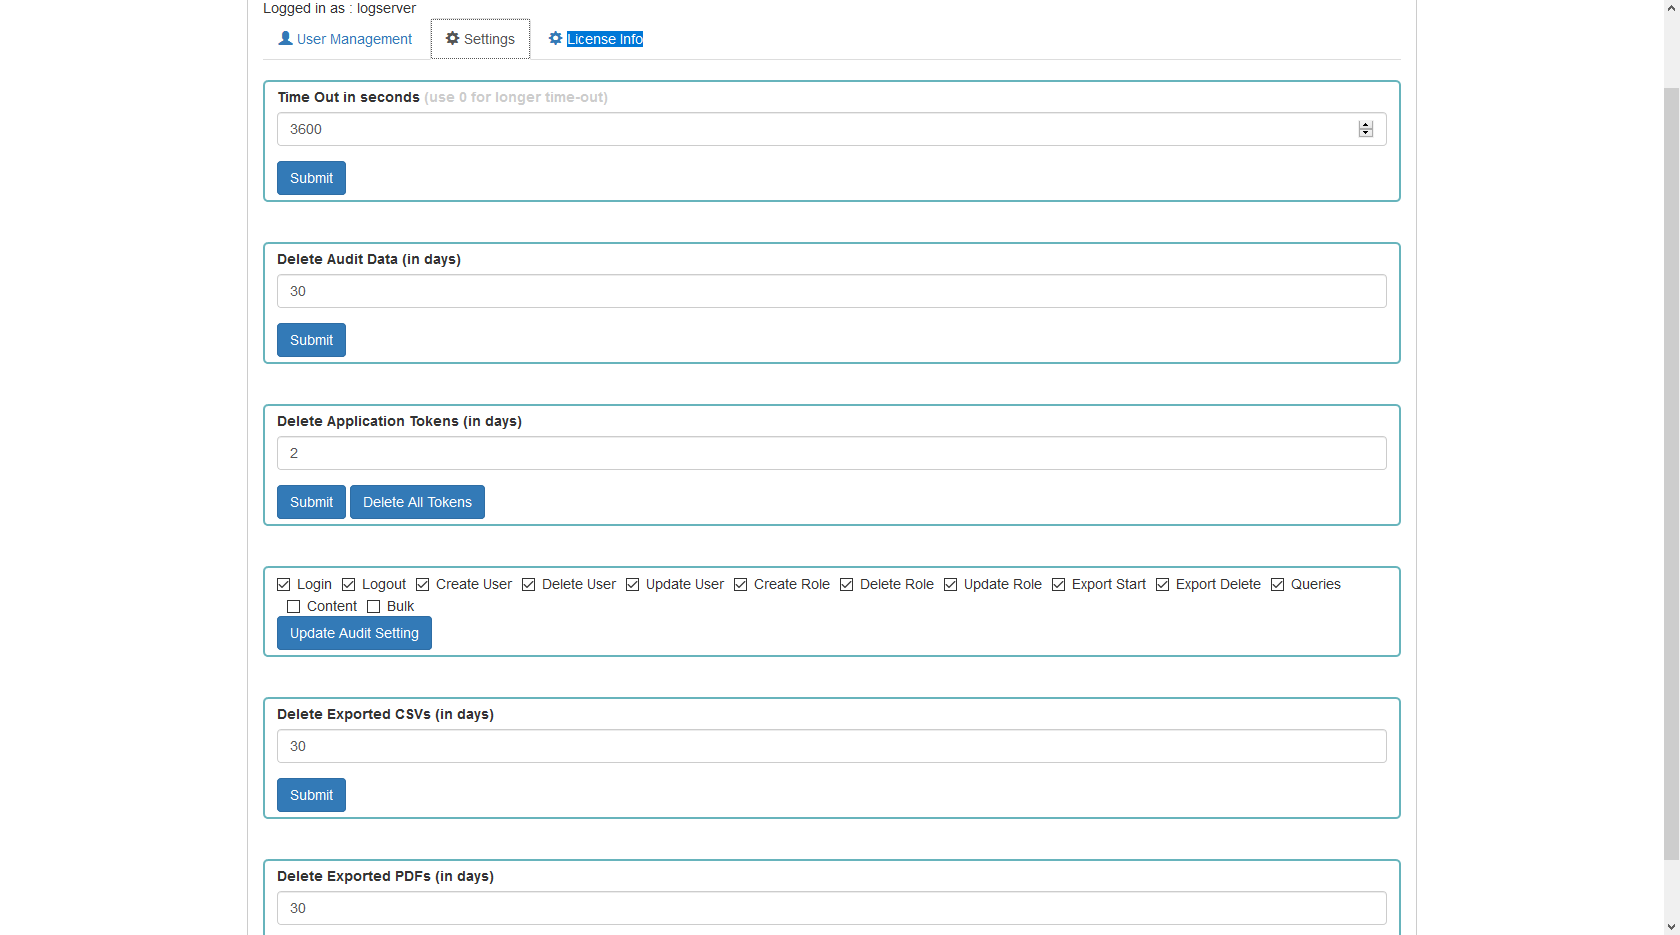 Logged in as : logserver
User Management Settings License Info
Time Out in seconds (use 0 for longer time-out)
3600
Submit
Delete Audit Data (in days)
30
Submit
Delete Application Tokens (in days)
2
Submit Delete All Tokens
Login Logout Create User Delete User Update User Create Role Delete Role Update Role Export Start Export Delete Queries
Content Bulk
Update Audit Setting
Delete Exported CSVs (in days)
30
Submit
Delete Exported PDFs (in days)
30